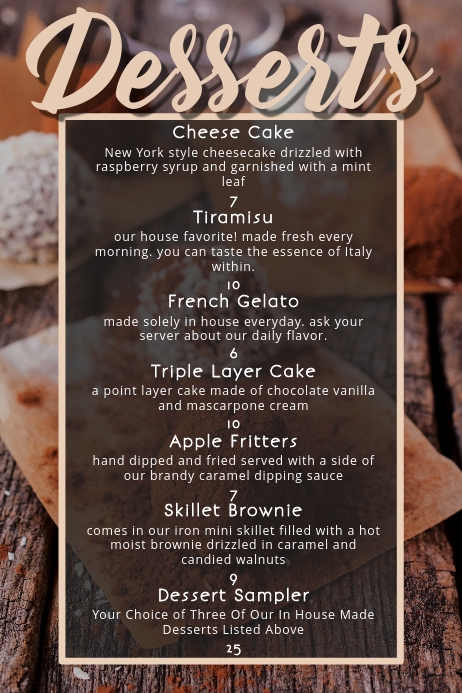 Desserts
Cheese Cake
New York style cheesecake drizzled with
raspberry syrup and garnished with a mint
leaf
7
Tiramisu
our house favorite! made fresh every
morning. you can taste the essence of Italy
within.
10
French Gelato
made solely in house everyday. ask your
server about our daily flavor.
6
Triple Layer Cake
a point layer cake made of chocolate vanilla
and mascarpone cream
10
Apple Fritters
hand dipped and fried served with a side of
our brandy caramel dipping sauce
7
Skillet Brownie
comes in our iron mini skillet filled with a hot
moist brownie drizzled in caramel and
candied walnuts
9
Dessert Sampler
Your Choice of Three Of Our In House Made
Desserts Listed Above
25